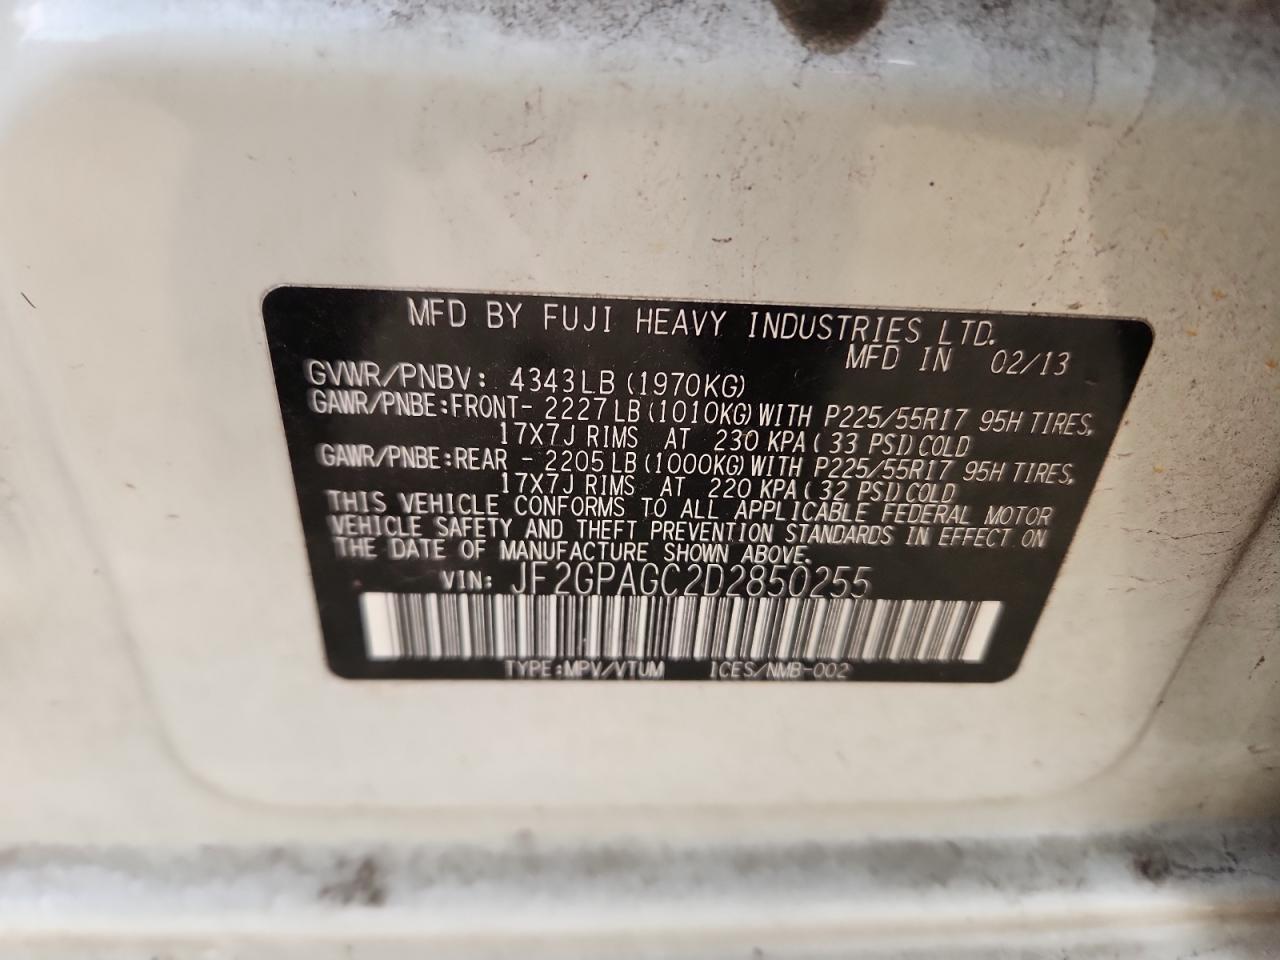 MFD BY FUJI HEAVY INDUSTRIES LTD.
MFD IN 02/13
GVWR/PNBV: 4343LB (1970KG)
GAWR/PNBE:FRONT- 2227LB (1010KG) WITH P225/55R17 95H TIRES,
17X7J RIMS AT 230 KPA (33 PSI) COLD
GAWR/PNBE:REAR - 2205LB (1000KG) WITH P225/55R17 95H TIRES,
17X7J RIMS AT 220 KPA (32 PSI) COLD
THIS VEHICLE CONFORMS TO ALL APPLICABLE FEDERAL MOTOR
VEHICLE SAFETY AND THEFT PREVENTION STANDARDS IN EFFECT ON
THE DATE OF MANUFACTURE SHOWN ABOVE.
VIN: JF2GPAGC2D2850255
TYPE:MPV/VTUM ICES/NMB-002